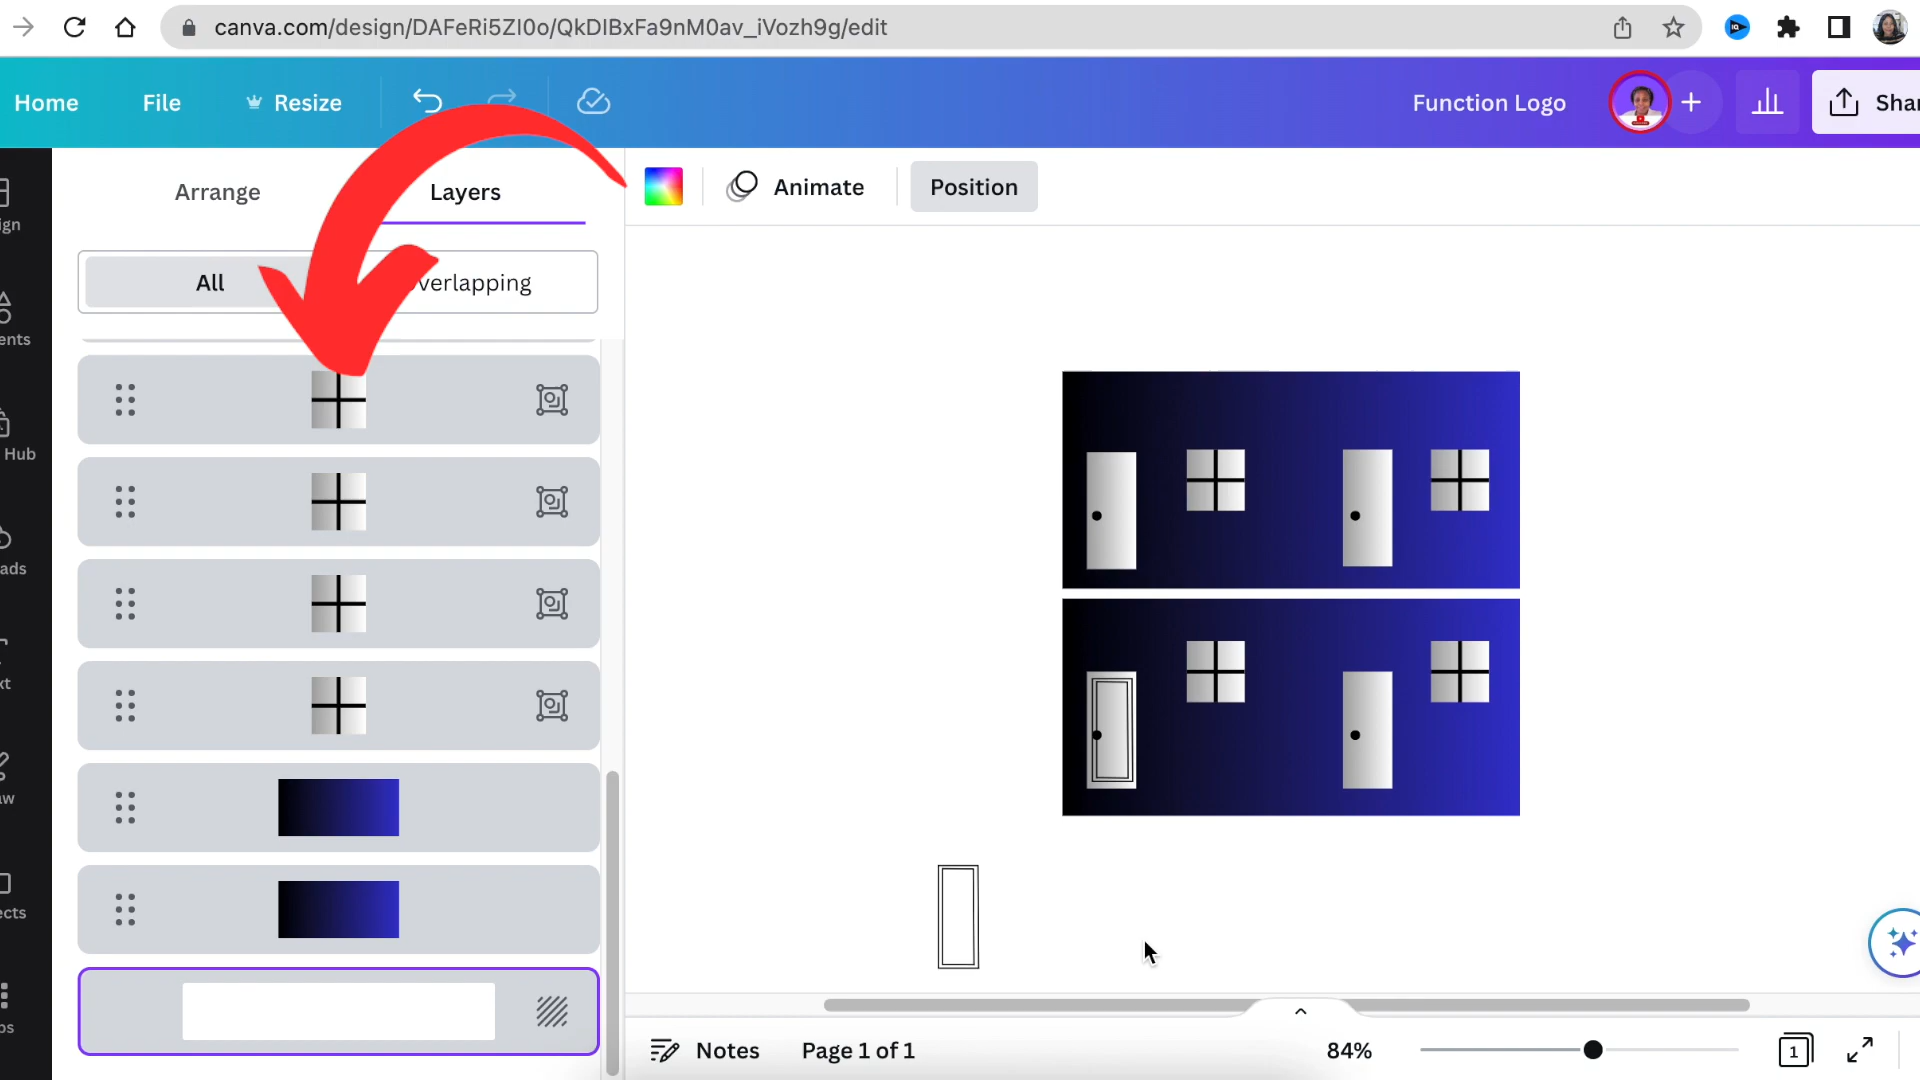 canva.com/design/DAFeRi5ZI0o/QkDIBxFa9nM0av_iVozh9g/edit
Home File Resize Function Logo Shar
Arrange Layers Animate Position
All verlapping
ign
ents
Hub
ads
xt
aw
ects
ps
Notes Page 1 of 1 84% 1